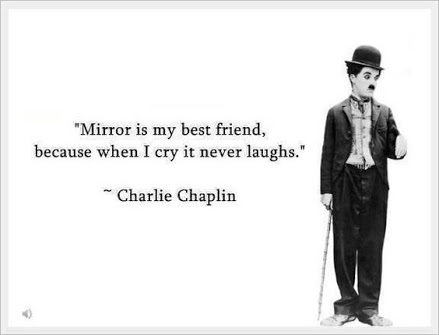 "Mirror is my best friend,
because when I cry it never laughs."
~ Charlie Chaplin